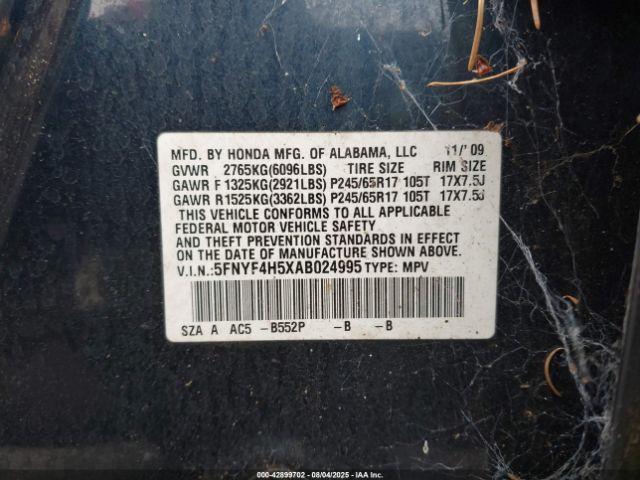 MFD. BY HONDA MFG. OF ALABAMA, LLC 11/'09
GVWR 2765KG(6096LBS) TIRE SIZE RIM SIZE
GAWR F 1325KG(2921LBS) P245/65R17 105T 17X7.5J
GAWR R1525KG(3362LBS) P245/65R17 105T 17X7.5J
THIS VEHICLE CONFORMS TO ALL APPLICABLE
FEDERAL MOTOR VEHICLE SAFETY
AND THEFT PREVENTION STANDARDS IN EFFECT
ON THE DATE OF MANUFACTURE SHOWN ABOVE.
V.I.N.:5FNYF4H5XAB024995 TYPE: MPV
SZA A AC5 -B552P -B -B
000-42899702 - 08/04/2025 - IAAI Inc.